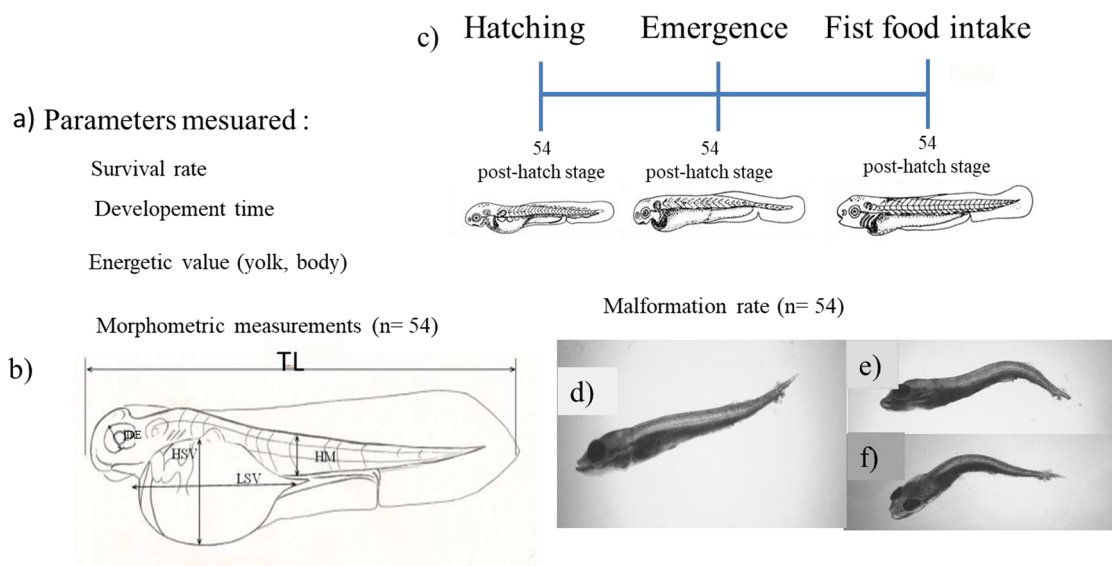 c) Hatching Emergence Fist food intake
a) Parameters mesuared :
54 54 54
post-hatch stage post-hatch stage post-hatch stage
Survival rate
Developement time
Energetic value (yolk, body)
Morphometric measurements (n= 54)
Malformation rate (n= 54)
b) TL
HSV
LSV
HM
d)
e)
f)